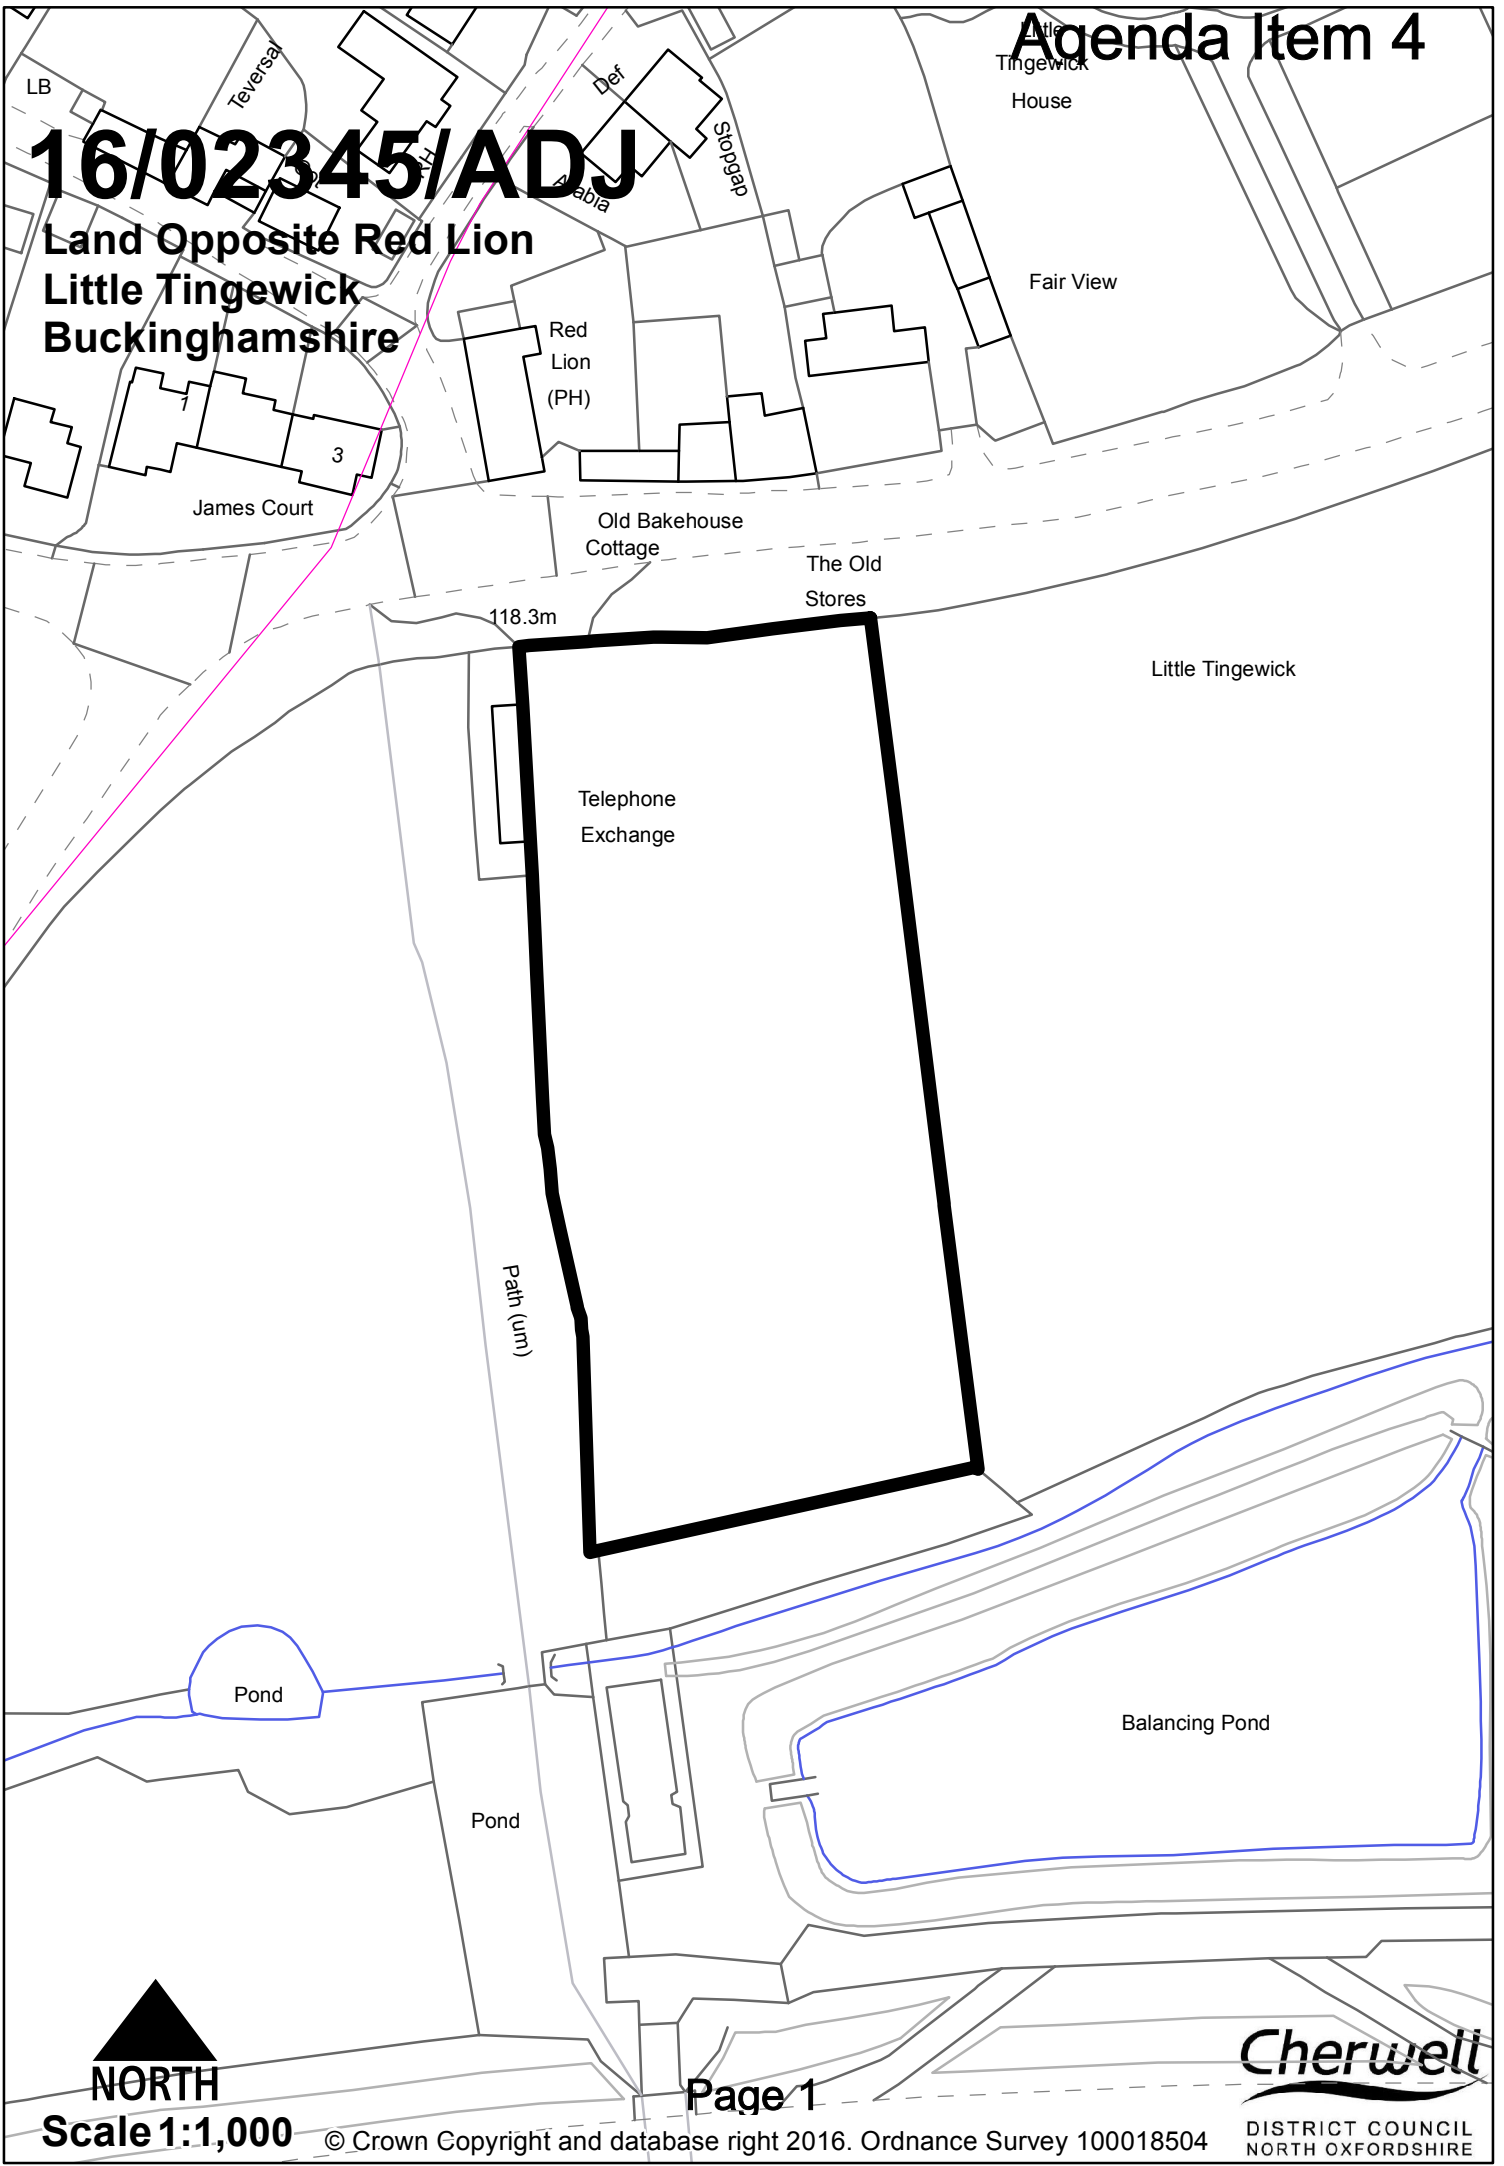 Agenda Item 4
Little
Tingewick
House
LB
Teversal
Def
16/02345/ADJ
RH
Arabia
Stopgap
Land Opposite Red Lion
Little Tingewick
Buckinghamshire
Fair View
Red
Lion
(PH)
1
3
James Court
Old Bakehouse
Cottage
The Old
Stores
118.3m
Little Tingewick
Telephone
Exchange
Path (um)
Pond
Balancing Pond
Pond
NORTH
Scale 1:1,000
Page 1
© Crown Copyright and database right 2016. Ordnance Survey 100018504
Cherwell
DISTRICT COUNCIL
NORTH OXFORDSHIRE